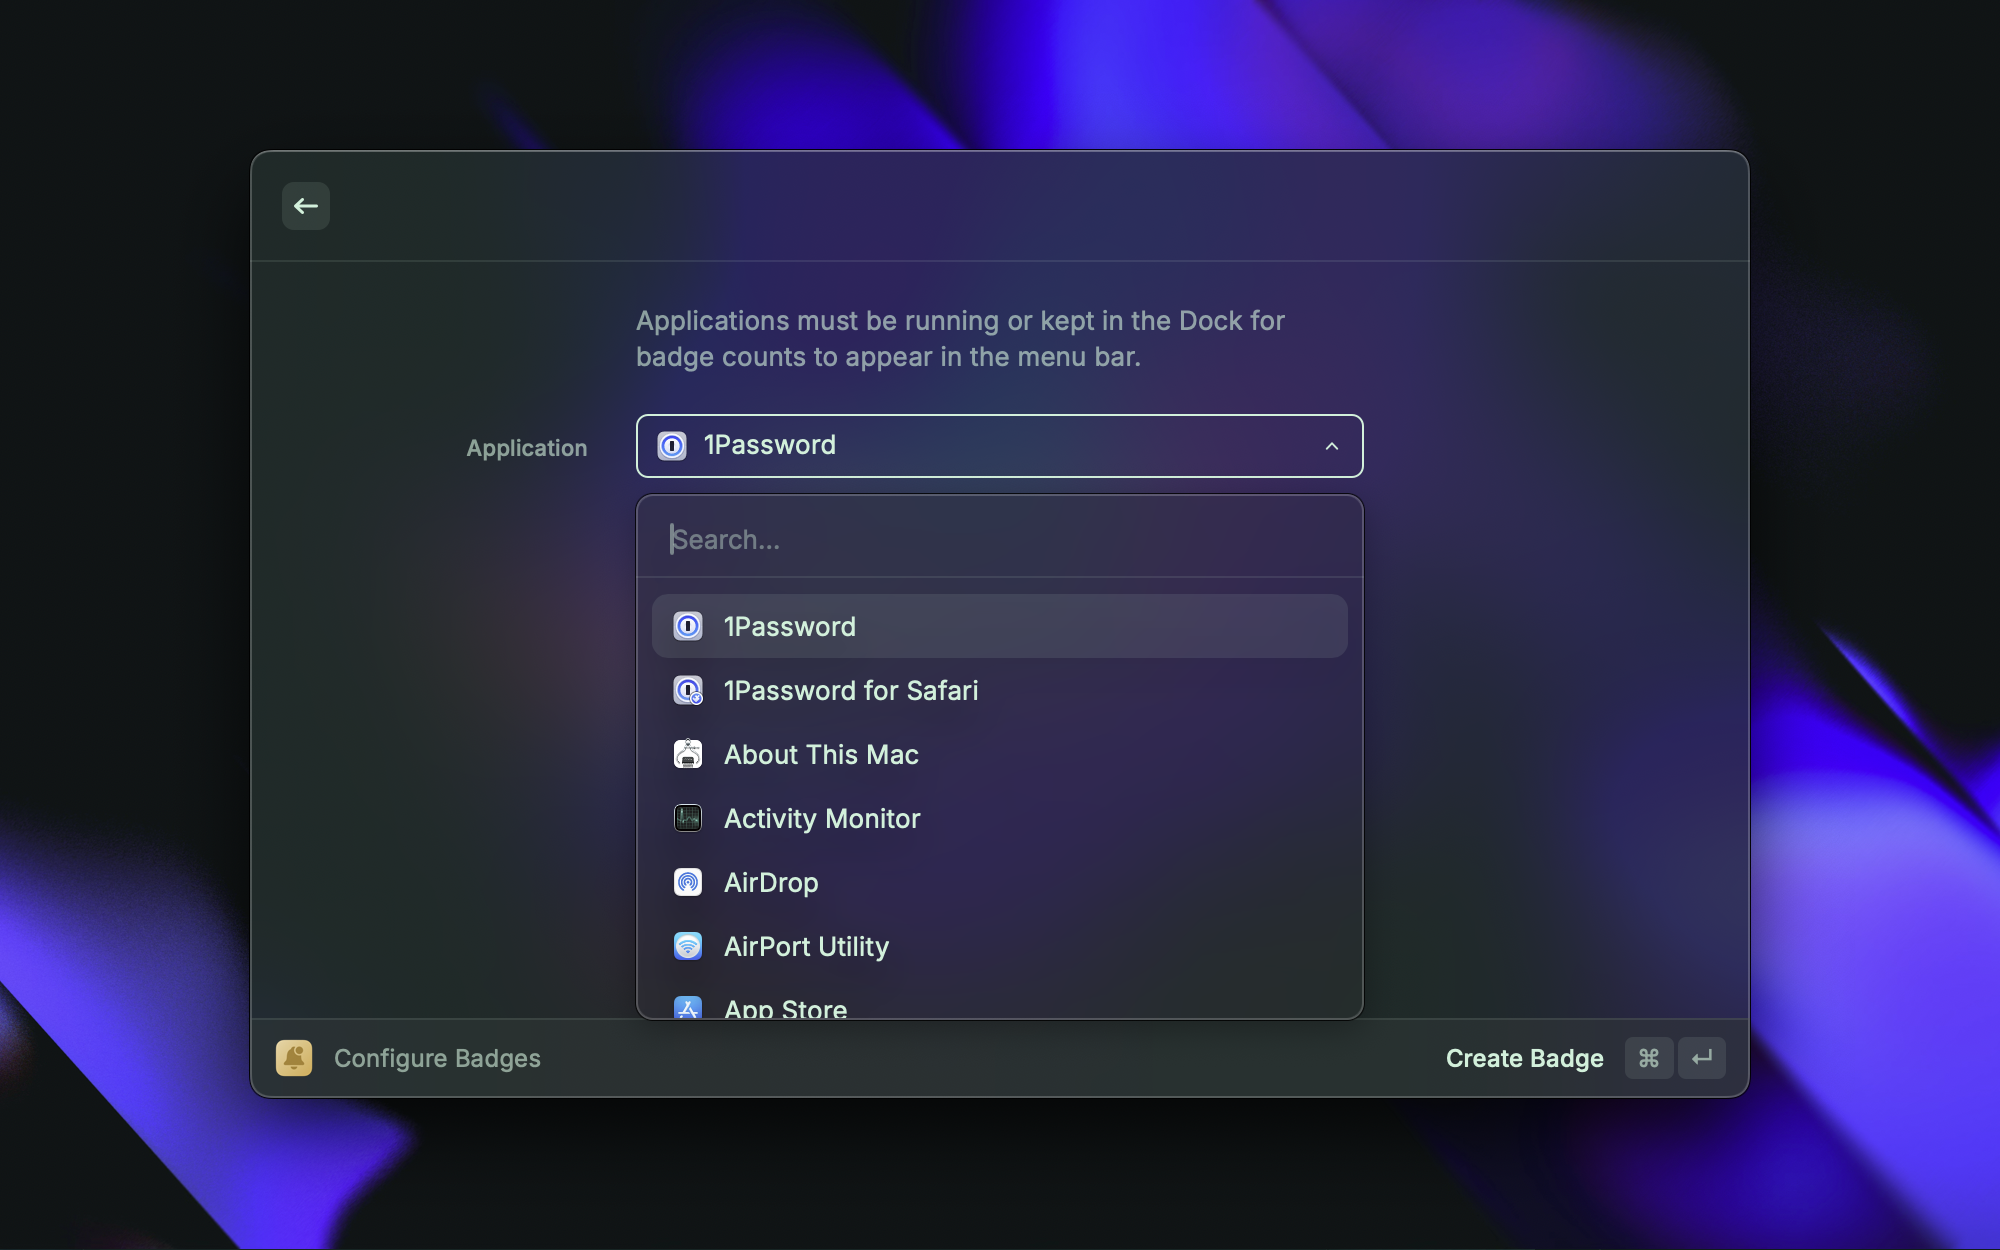 Applications must be running or kept in the Dock for
badge counts to appear in the menu bar.
Application
1Password
Search...
1Password
1Password for Safari
About This Mac
Activity Monitor
AirDrop
AirPort Utility
App Store
Configure Badges
Create Badge ⌘ ↵